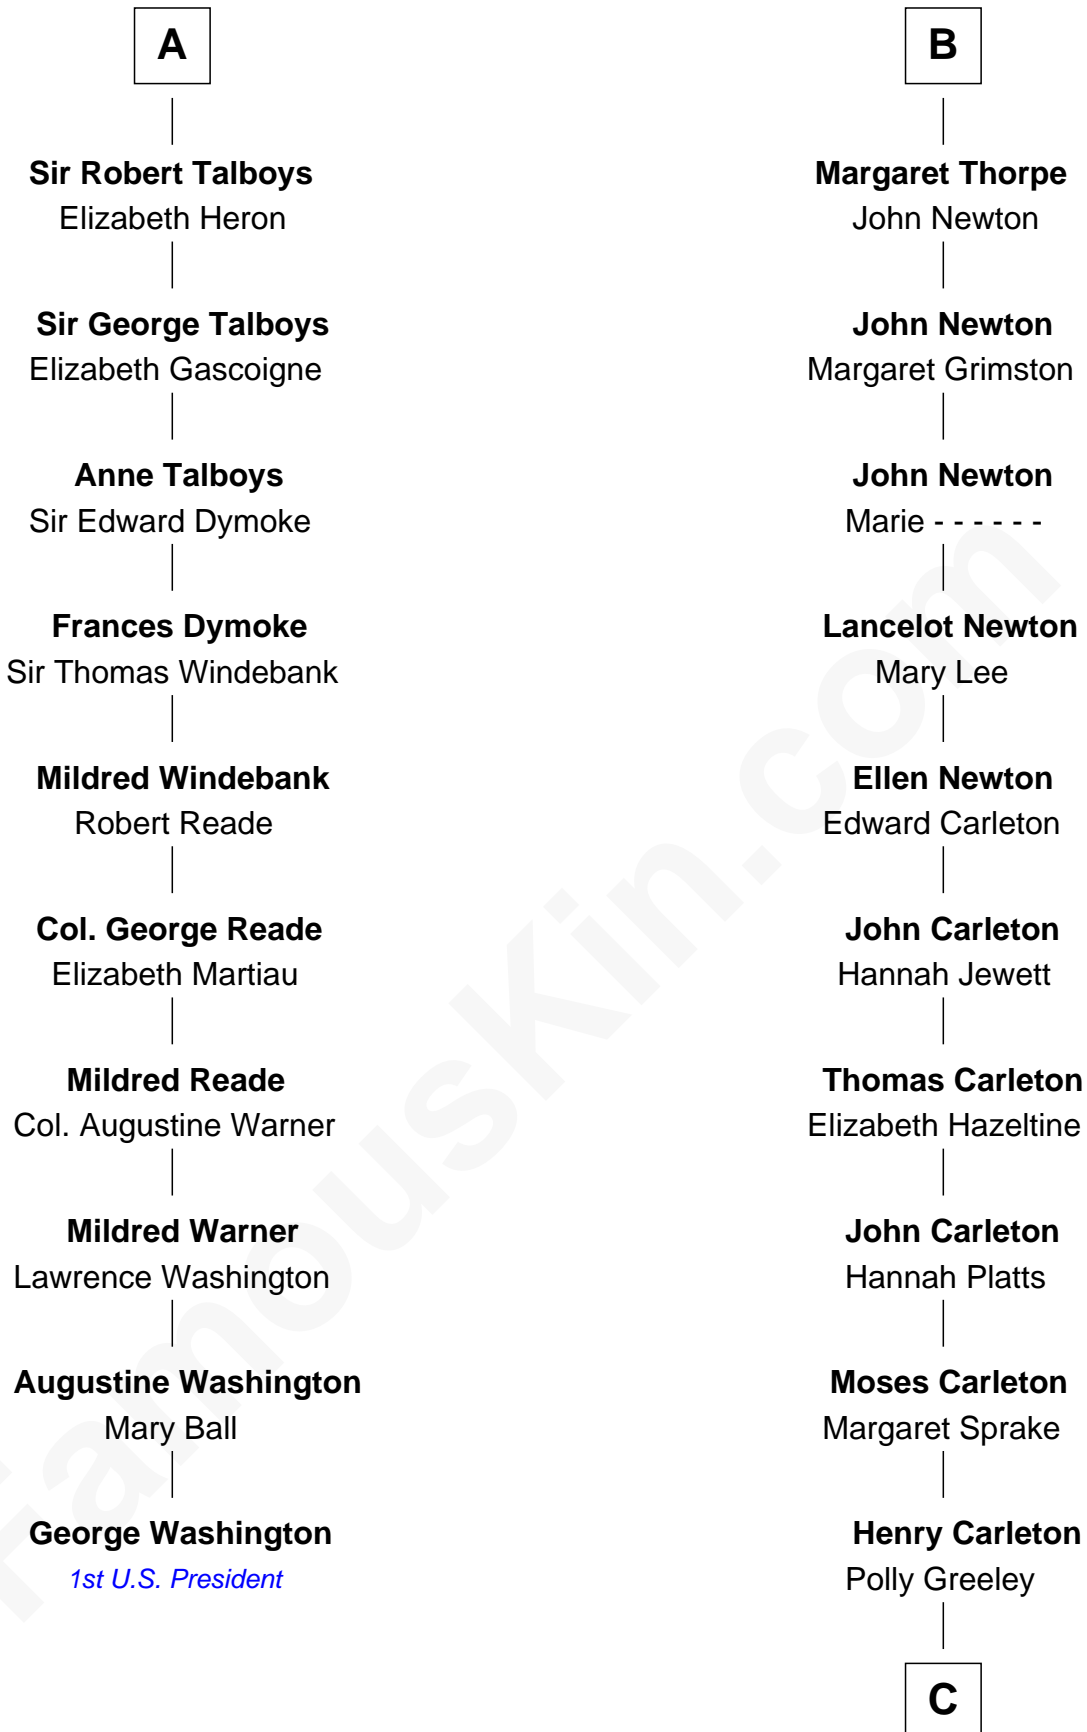 A
Sir Robert Talboys
Elizabeth Heron
Sir George Talboys
Elizabeth Gascoigne
Anne Talboys
Sir Edward Dymoke
Frances Dymoke
Sir Thomas Windebank
Mildred Windebank
Robert Reade
Col. George Reade
Elizabeth Martiau
Mildred Reade
Col. Augustine Warner
Mildred Warner
Lawrence Washington
Augustine Washington
Mary Ball
George Washington
1st U.S. President
B
Margaret Thorpe
John Newton
John Newton
Margaret Grimston
John Newton
Marie - - - - - -
Lancelot Newton
Mary Lee
Ellen Newton
Edward Carleton
John Carleton
Hannah Jewett
Thomas Carleton
Elizabeth Hazeltine
John Carleton
Hannah Platts
Moses Carleton
Margaret Sprake
Henry Carleton
Polly Greeley
C
FamousKin.com